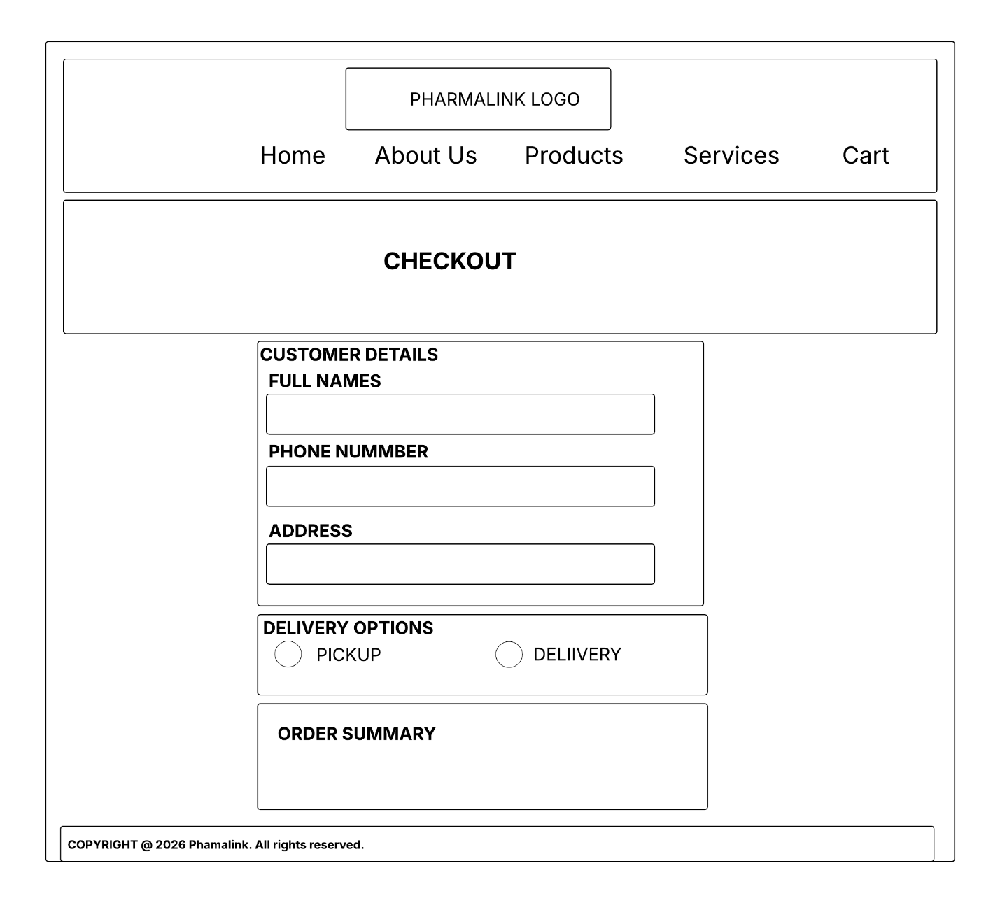 PHARMALINK LOGO
Home About Us Products Services Cart
CHECKOUT
CUSTOMER DETAILS
FULL NAMES
PHONE NUMMBER
ADDRESS
DELIVERY OPTIONS
PICKUP DELIIVERY
ORDER SUMMARY
COPYRIGHT @ 2026 Phamalink. All rights reserved.